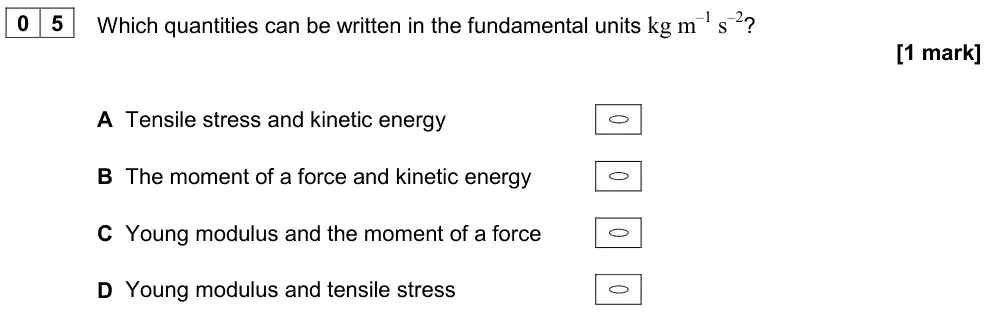 0 5 Which quantities can be written in the fundamental units kg m⁻¹ s⁻²?
[1 mark]
A Tensile stress and kinetic energy
B The moment of a force and kinetic energy
C Young modulus and the moment of a force
D Young modulus and tensile stress